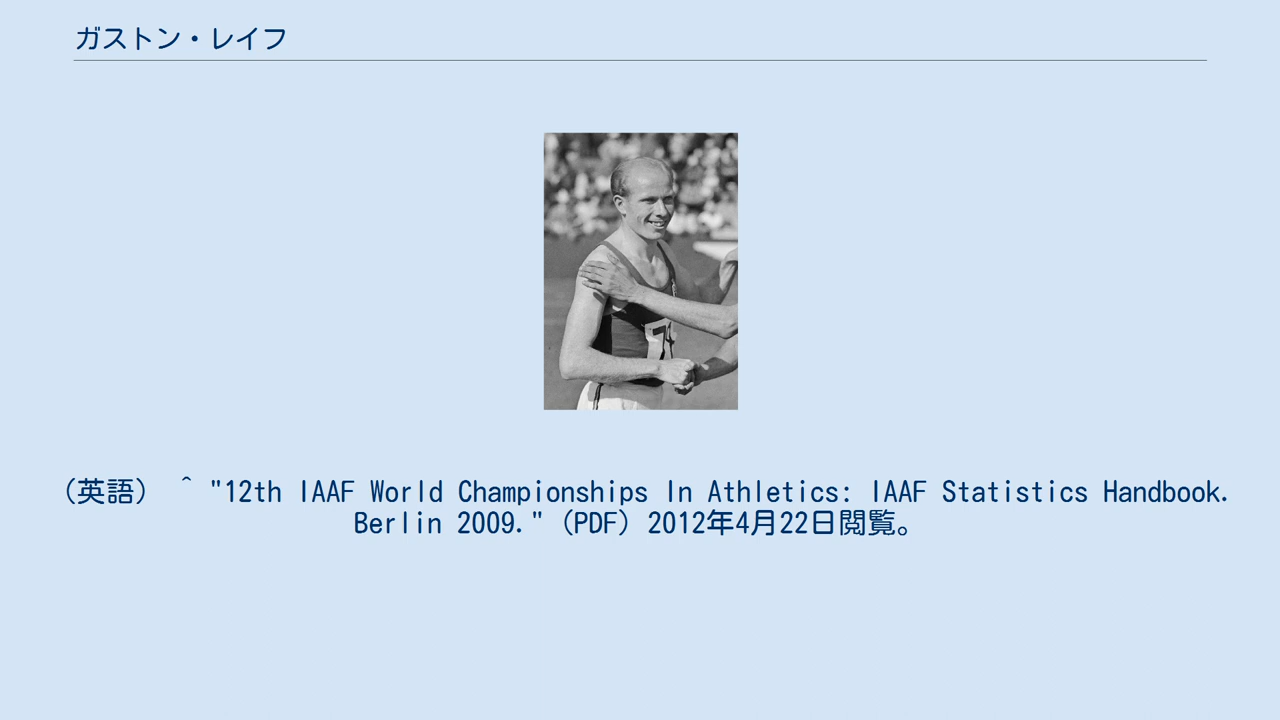 ガストン・レイフ
7
（英語） ^ "12th IAAF World Championships In Athletics: IAAF Statistics Handbook.
Berlin 2009."（PDF）2012年4月22日閲覧。